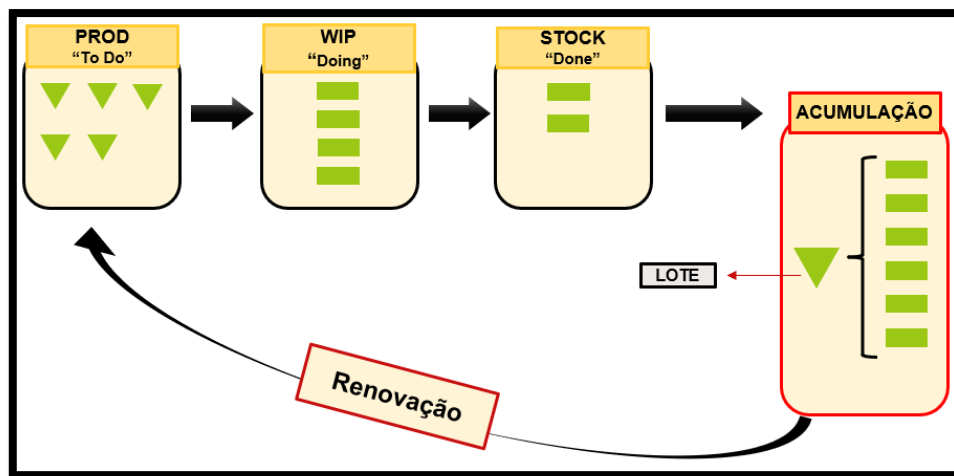 PROD
“To Do”
WIP
“Doing”
STOCK
“Done”
ACUMULAÇÃO
LOTE
Renovação